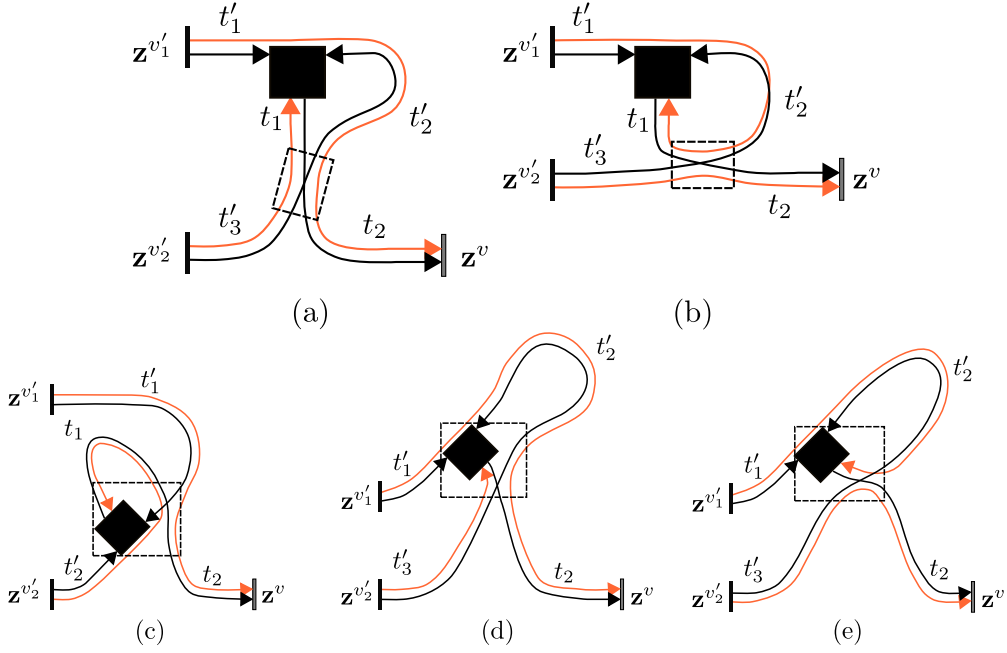 t′₁ t′₁
𝐳^{v′₁} 𝐳^{v′₁}
t₁ t′₂ t₁ t′₂
t′₃ t₂ t′₃
𝐳^{v′₂} 𝐳^v 𝐳^{v′₂} 𝐳^v
t₂
(a) (b)
t′₁ t′₂ t′₂
𝐳^{v′₁}
t₁ t′₁ t′₁
𝐳^{v′₁} 𝐳^{v′₁}
t′₂ t₂ t′₃ t₂ t′₃ t₂
𝐳^{v′₂} 𝐳^v 𝐳^{v′₂} 𝐳^v 𝐳^{v′₂} 𝐳^v
(c) (d) (e)